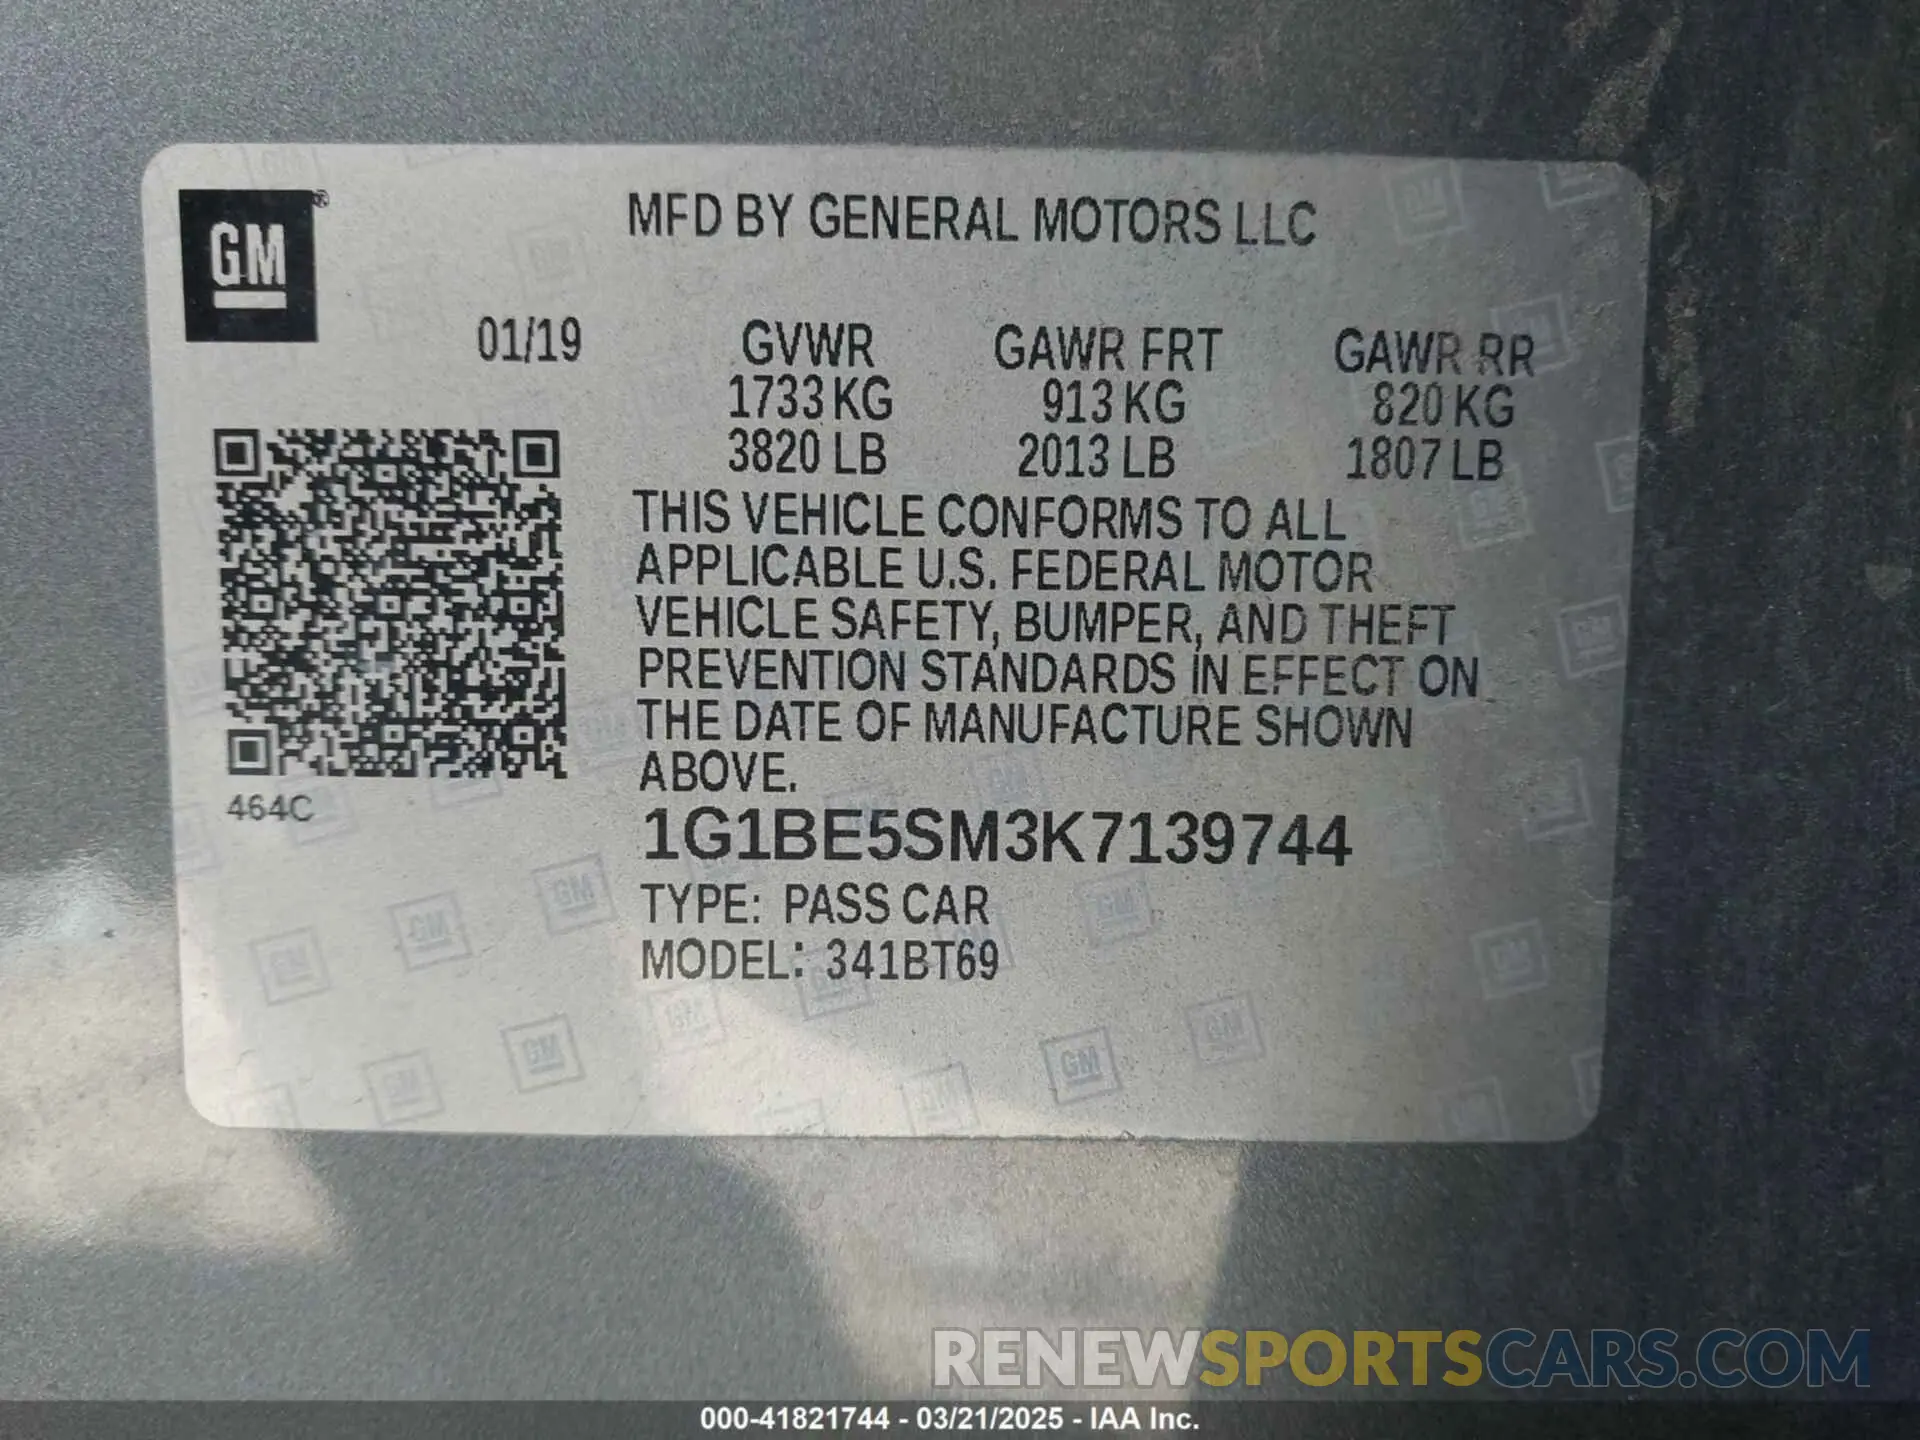 GM®
MFD BY GENERAL MOTORS LLC
01/19 GVWR GAWR FRT GAWR RR
1733 KG 913 KG 820 KG
3820 LB 2013 LB 1807 LB
THIS VEHICLE CONFORMS TO ALL
APPLICABLE U.S. FEDERAL MOTOR
VEHICLE SAFETY, BUMPER, AND THEFT
PREVENTION STANDARDS IN EFFECT ON
THE DATE OF MANUFACTURE SHOWN
ABOVE.
464C
1G1BE5SM3K7139744
TYPE: PASS CAR
MODEL: 341BT69
RENEWSPORTSCARS.COM
000-41821744 - 03/21/2025 - IAA Inc.